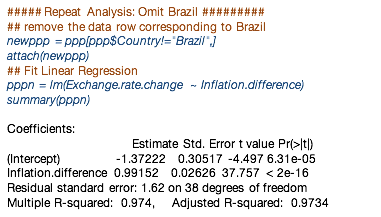 ##### Repeat Analysis: Omit Brazil #########
## remove the data row corresponding to Brazil
newppp = ppp[ppp$Country!="Brazil",]
attach(newppp)
## Fit Linear Regression
pppn = lm(Exchange.rate.change ~ Inflation.difference)
summary(pppn)
Coefficients:
Estimate Std. Error t value Pr(>|t|)
(Intercept) -1.37222 0.30517 -4.497 6.31e-05
Inflation.difference 0.99152 0.02626 37.757 < 2e-16
Residual standard error: 1.62 on 38 degrees of freedom
Multiple R-squared: 0.974, Adjusted R-squared: 0.9734